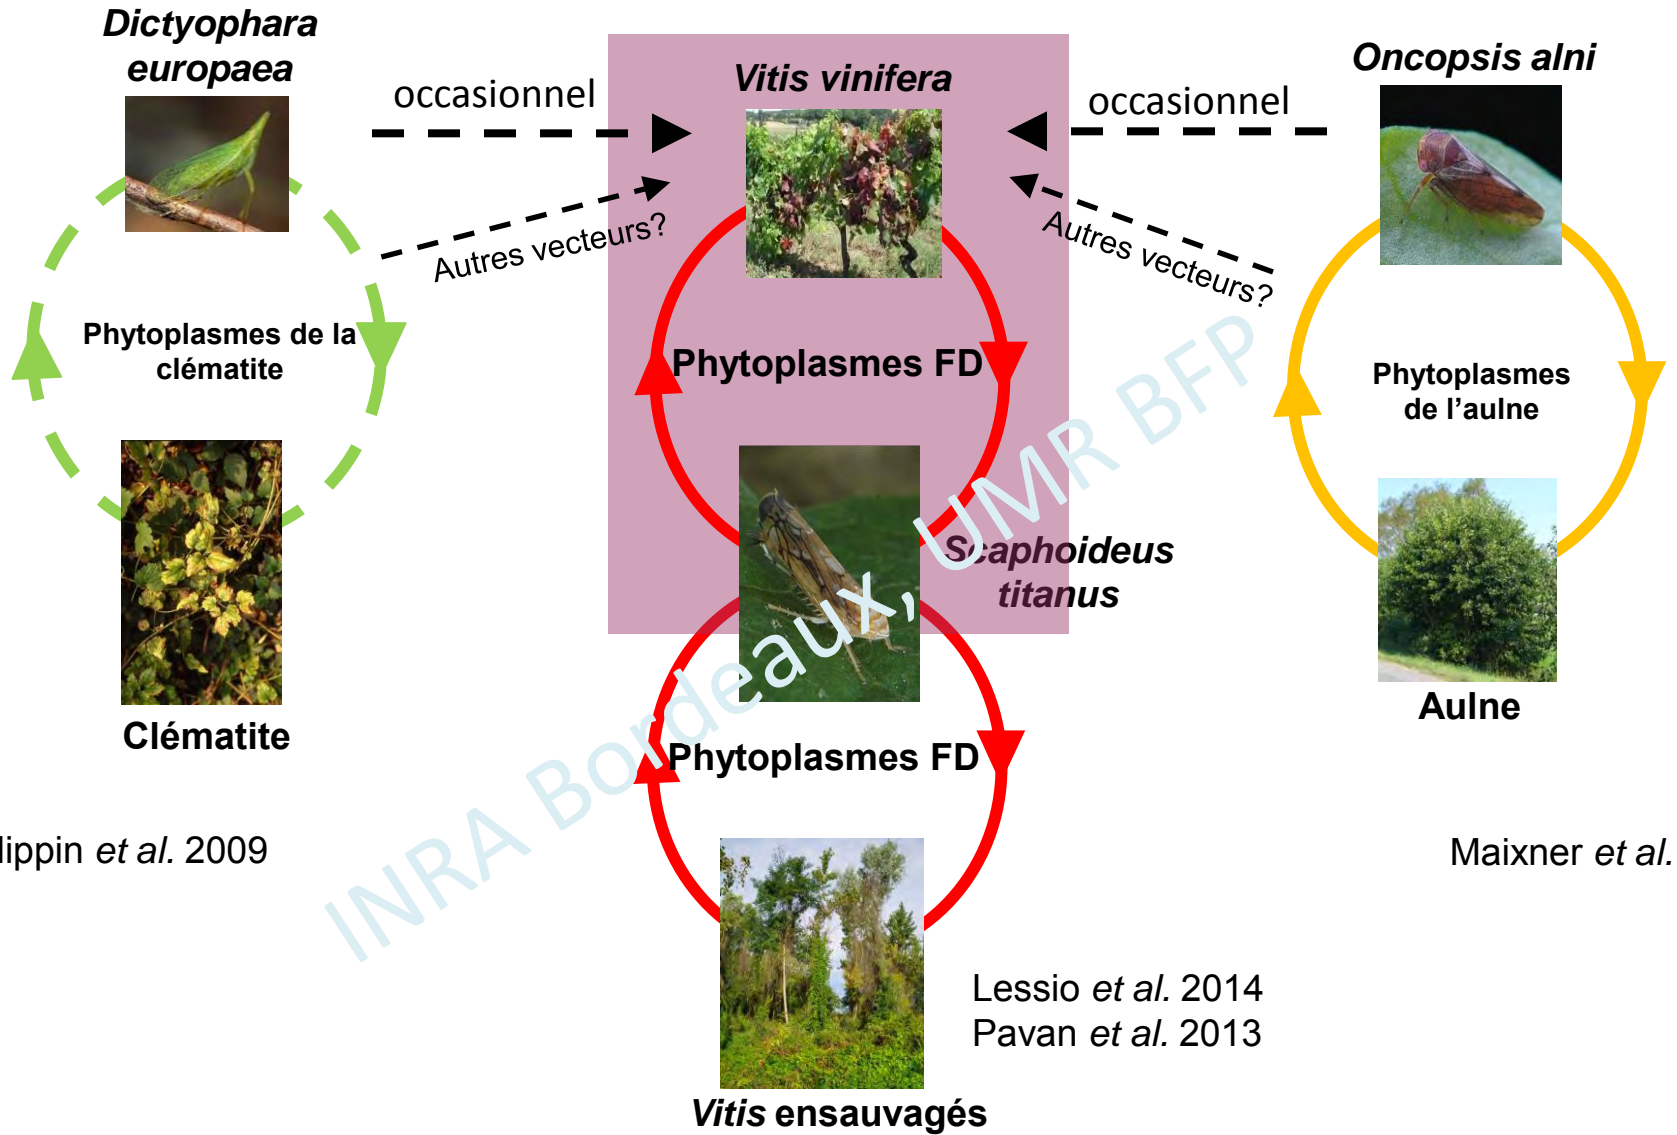 Dictyophara
europaea
occasionnel
Vitis vinifera
occasionnel
Oncopsis alni
Autres vecteurs?
Autres vecteurs?
Phytoplasmes de la
clématite
Phytoplasmes FD
Phytoplasmes
de l'aulne
Scaphoideus
titanus
Clématite
Aulne
Phytoplasmes FD
INRA Bordeaux, UMR BFP
lippin et al. 2009
Maixner et al.
Lessio et al. 2014
Pavan et al. 2013
Vitis ensauvagés